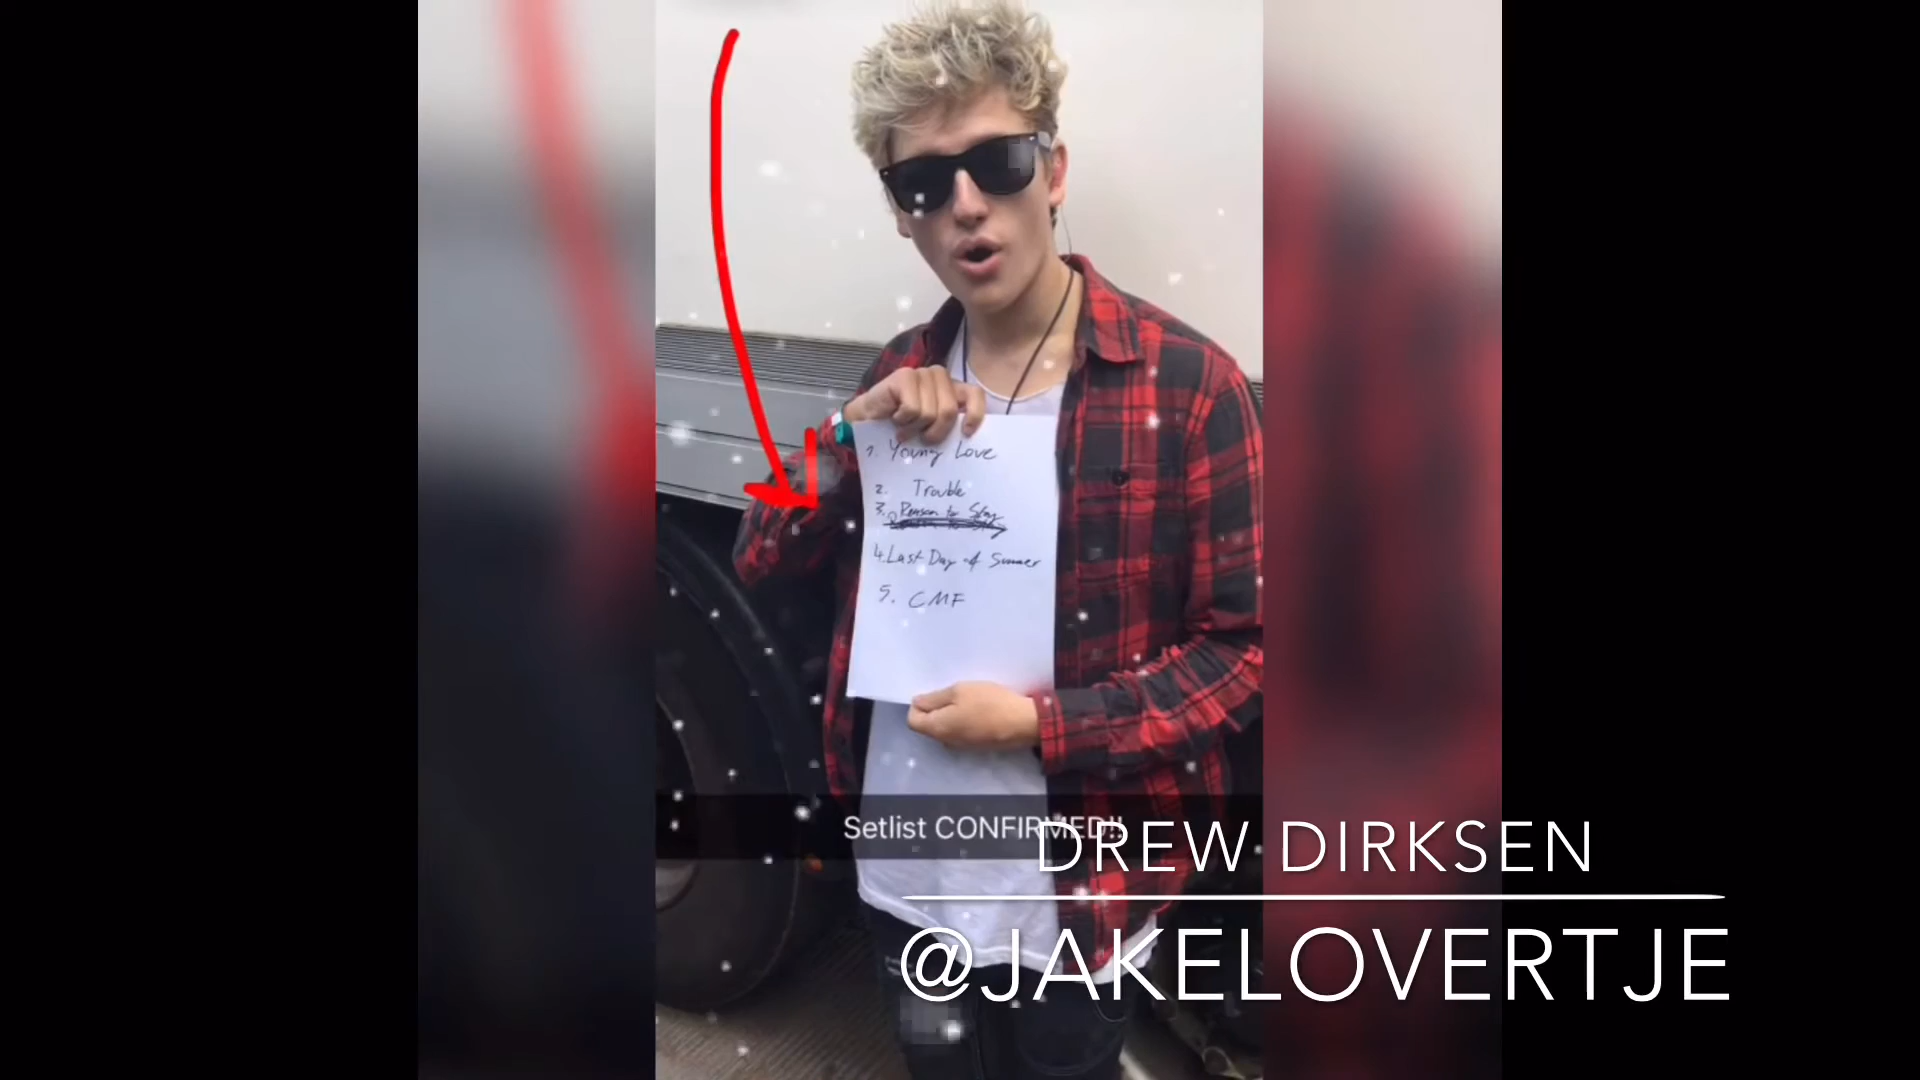 1. Young Love
2. Trouble
3. Reason to Stay
4. Last Day of Summer
5. CMF
Setlist CONFIRMED!!
DREW DIRKSEN
@JAKELOVERTJE